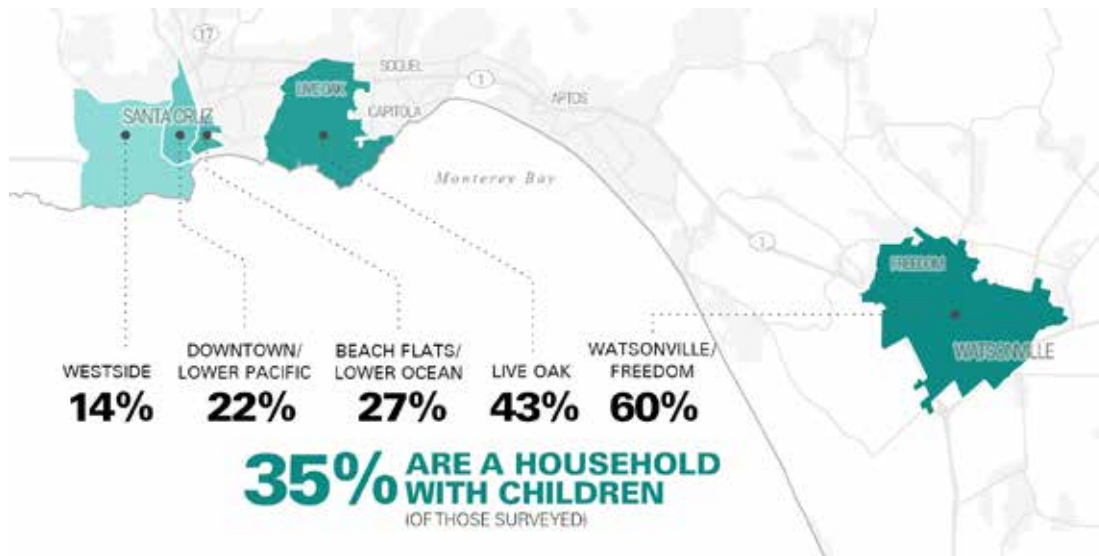 17
SOQUEL
1
LIVE OAK
APTOS
CAPITOLA
SANTA CRUZ
Monterey Bay
1
FREEDOM
WATSONVILLE
WESTSIDE
14%
DOWNTOWN/
LOWER PACIFIC
22%
BEACH FLATS/
LOWER OCEAN
27%
LIVE OAK
43%
WATSONVILLE/
FREEDOM
60%
35% ARE A HOUSEHOLD
WITH CHILDREN
(OF THOSE SURVEYED)